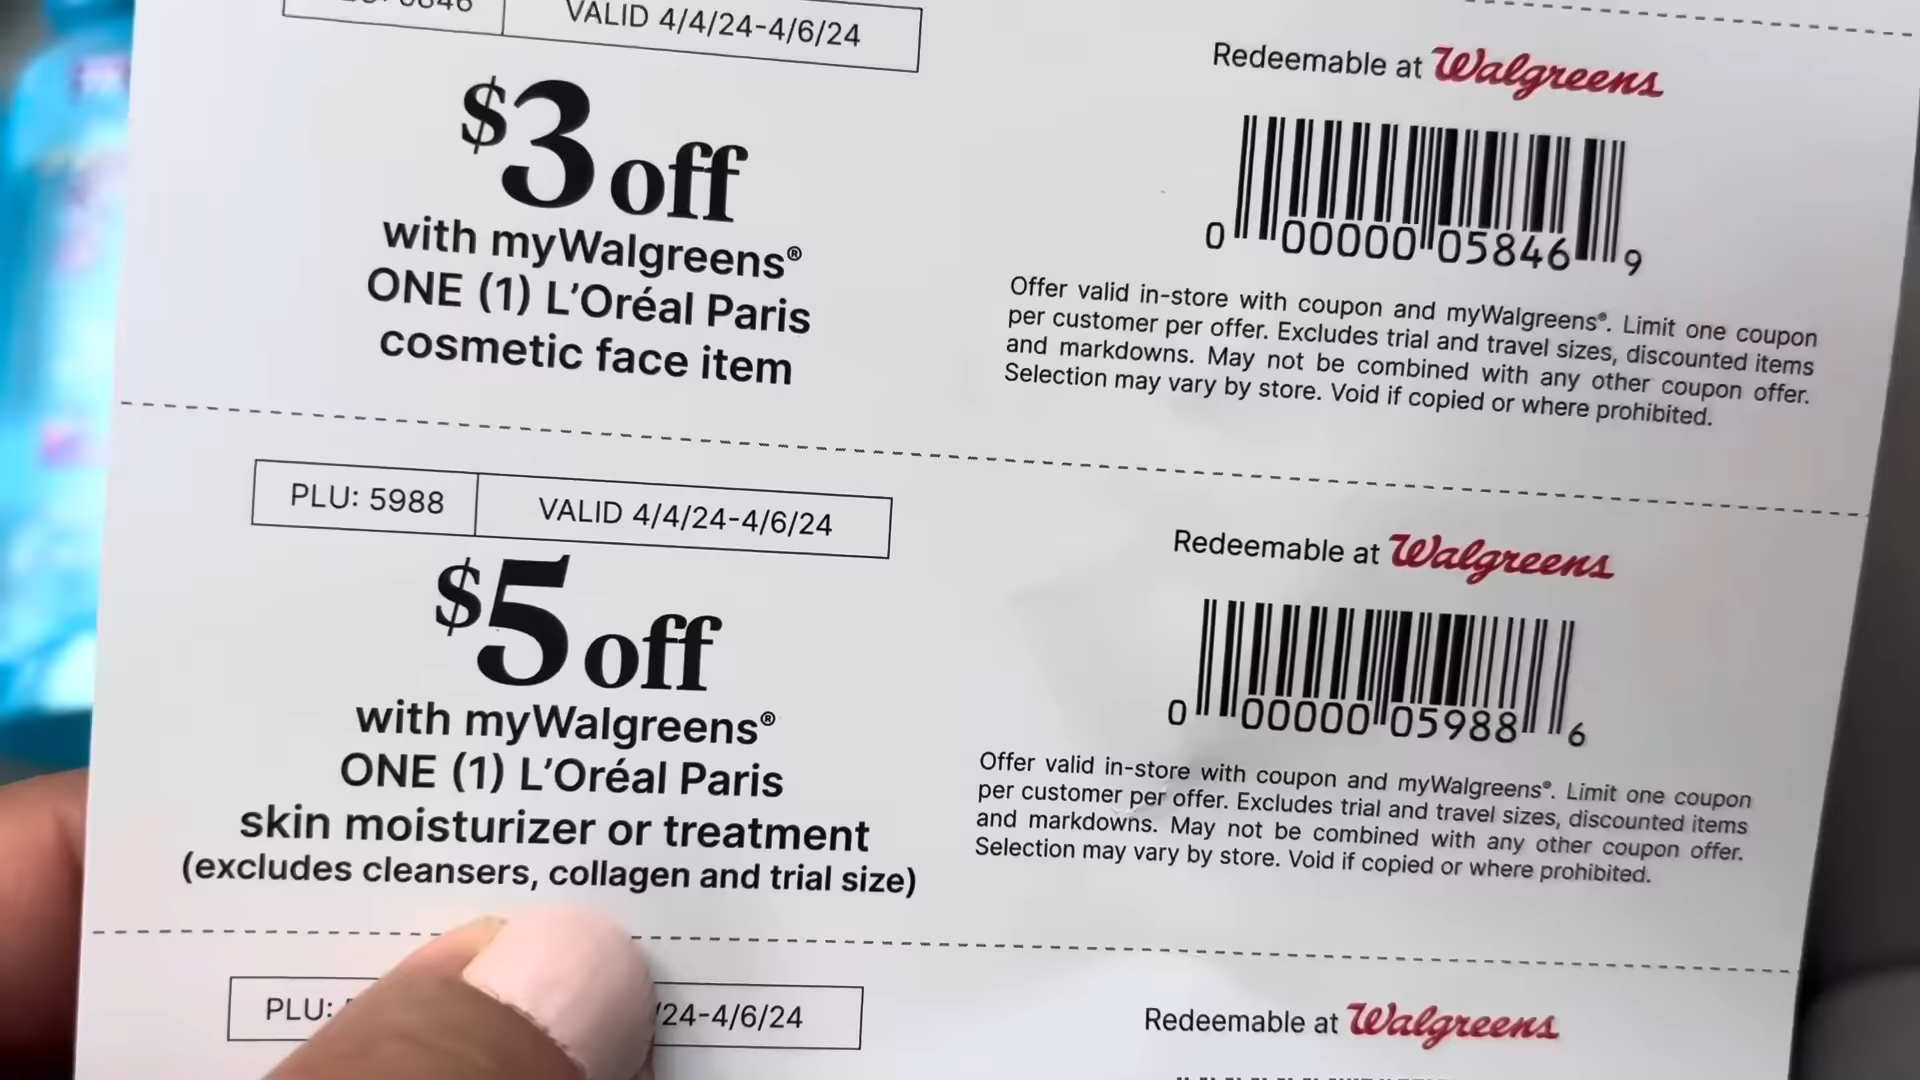 VALID 4/4/24-4/6/24
$3 off
with myWalgreens®
ONE (1) L'Oréal Paris
cosmetic face item
Redeemable at Walgreens
0 00000 05846 9
Offer valid in-store with coupon and myWalgreens®. Limit one coupon
per customer per offer. Excludes trial and travel sizes, discounted items
and markdowns. May not be combined with any other coupon offer.
Selection may vary by store. Void if copied or where prohibited.
PLU: 5988 VALID 4/4/24-4/6/24
$5 off
with myWalgreens®
ONE (1) L'Oréal Paris
skin moisturizer or treatment
(excludes cleansers, collagen and trial size)
Redeemable at Walgreens
0 00000 05988 6
Offer valid in-store with coupon and myWalgreens®. Limit one coupon
per customer per offer. Excludes trial and travel sizes, discounted items
and markdowns. May not be combined with any other coupon offer.
Selection may vary by store. Void if copied or where prohibited.
PLU: /24-4/6/24
Redeemable at Walgreens